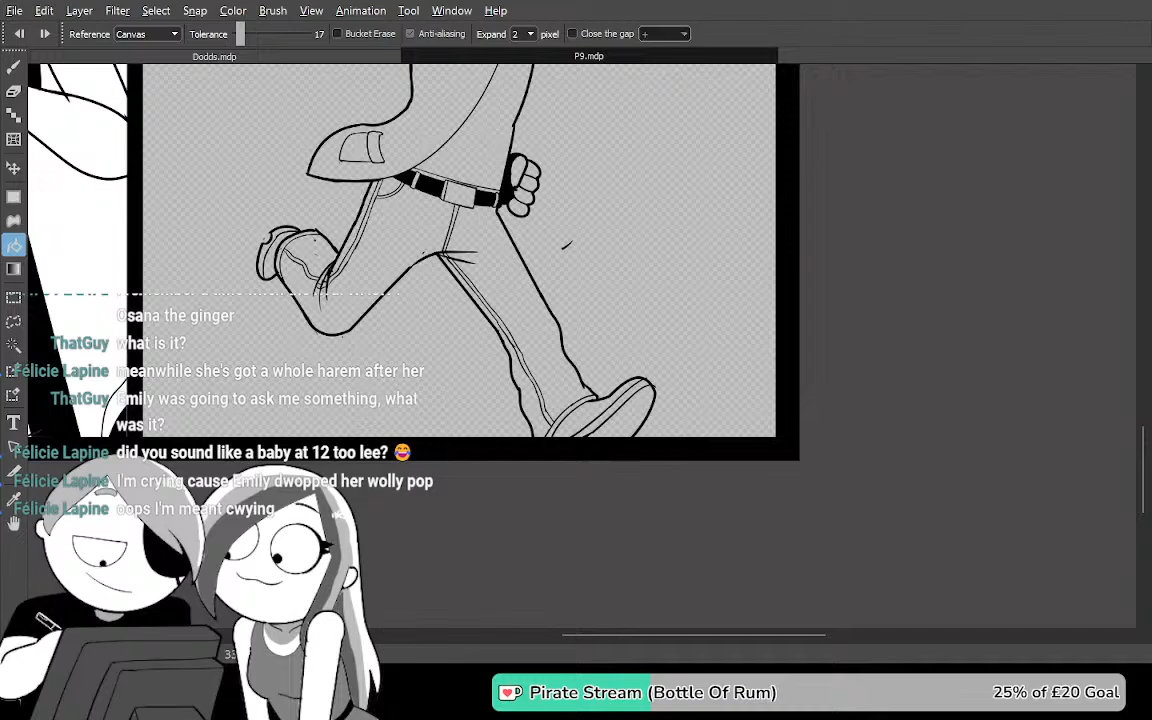 File Edit Layer Filter Select Snap Color Brush View Animation Tool Window Help
Reference Canvas Tolerance 17 Bucket Erase Anti-aliasing Expand 2 pixel Close the gap +
Dodds.mdp P9.mdp
Osana the ginger
ThatGuy what is it?
Félicie Lapine meanwhile she's got a whole harem after her
ThatGuy Emily was going to ask me something, what
was it?
Félicie Lapine did you sound like a baby at 12 too lee? 😂
Félicie Lapine I'm crying cause Emily dwopped her wolly pop
Félicie Lapine oops I'm meant cwying
Pirate Stream (Bottle Of Rum) 25% of £20 Goal